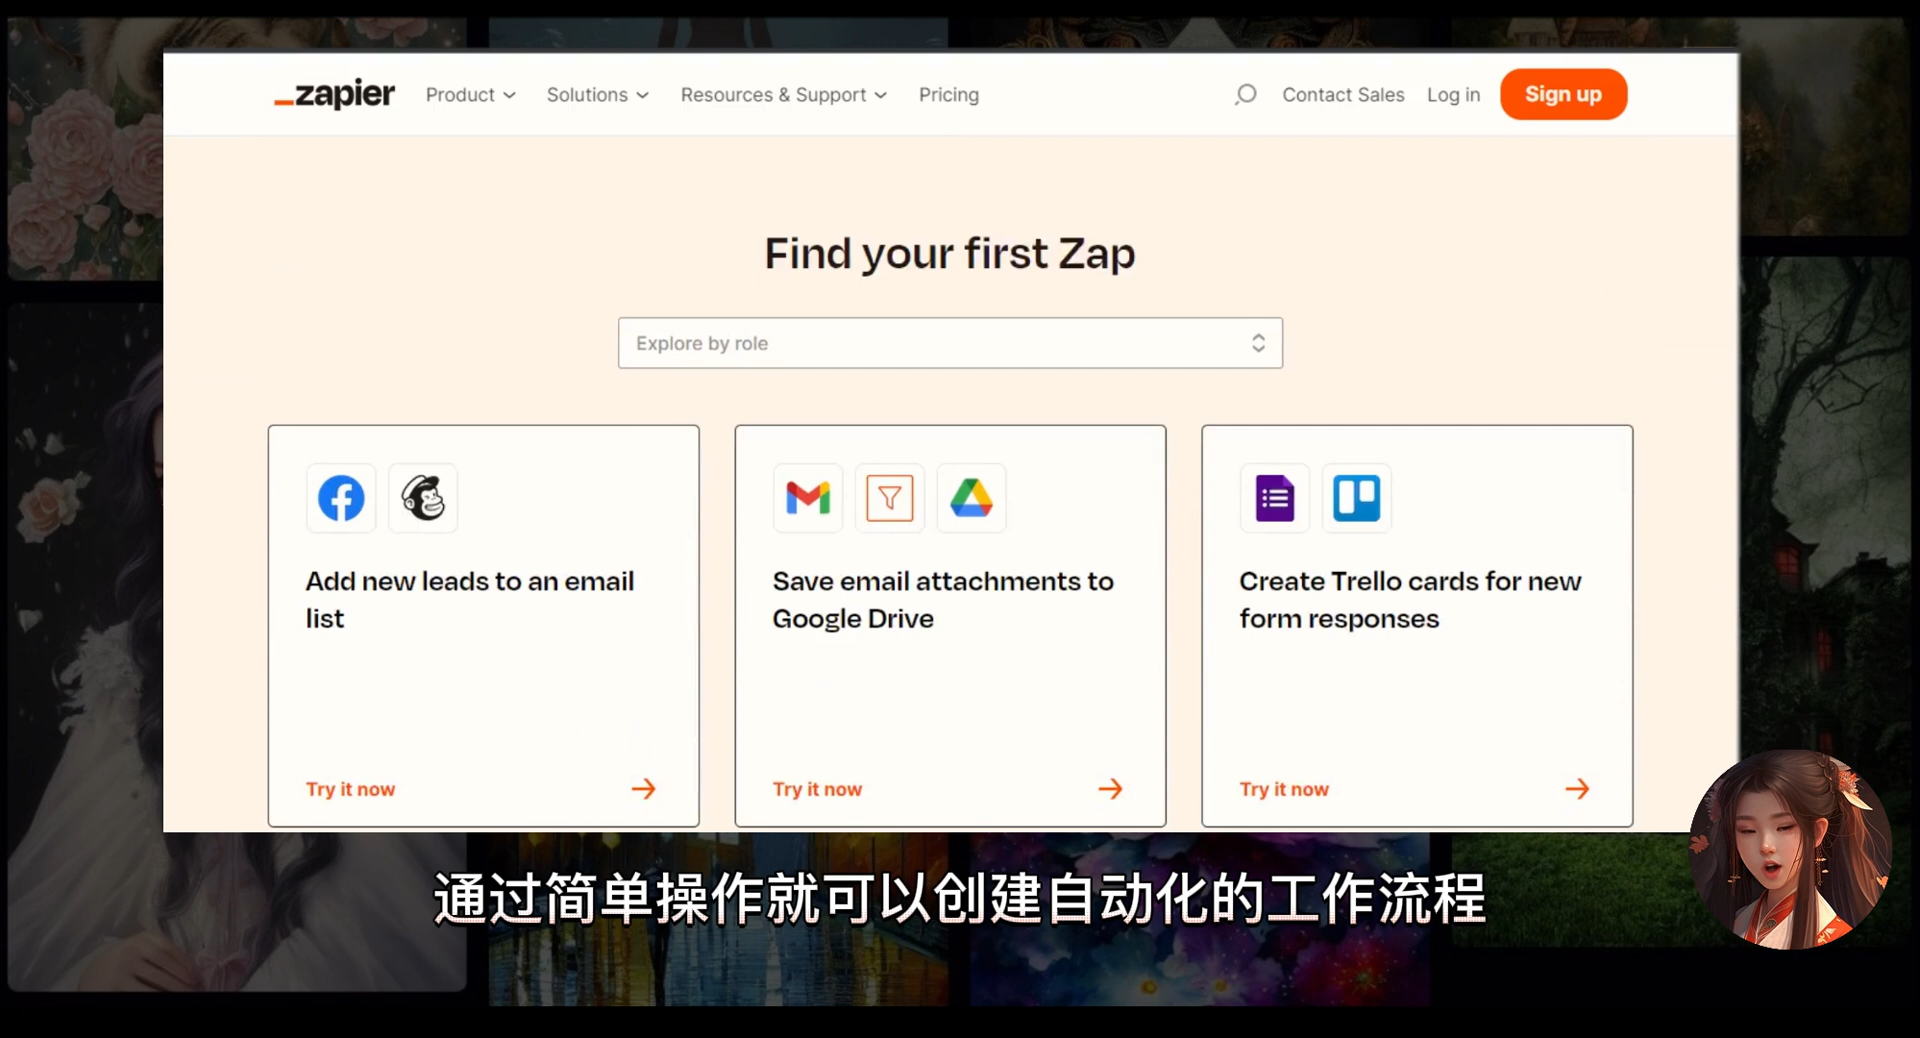 zapier
Product
Solutions
Resources & Support
Pricing
Contact Sales
Log in
Sign up
Find your first Zap
Explore by role
Add new leads to an email
list
Try it now
Save email attachments to
Google Drive
Try it now
Create Trello cards for new
form responses
Try it now
通过简单操作就可以创建自动化的工作流程